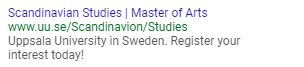 Scandinavian Studies | Master of Arts
www.uu.se/Scandinavion/Studies
Uppsala University in Sweden. Register your
interest today!